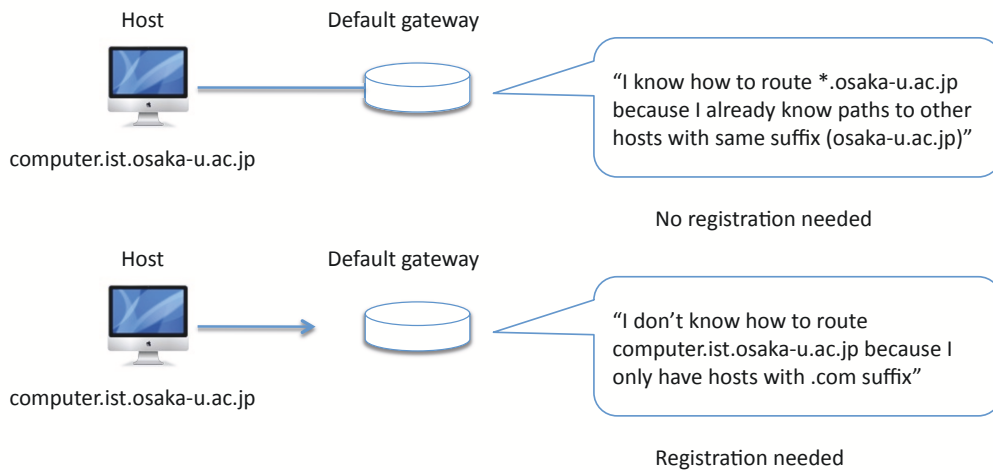 Host
Default gateway
“I know how to route *.osaka-u.ac.jp
because I already know paths to other
hosts with same suffix (osaka-u.ac.jp)”
computer.ist.osaka-u.ac.jp
No registration needed
Host
Default gateway
“I don’t know how to route
computer.ist.osaka-u.ac.jp because I
only have hosts with .com suffix”
computer.ist.osaka-u.ac.jp
Registration needed